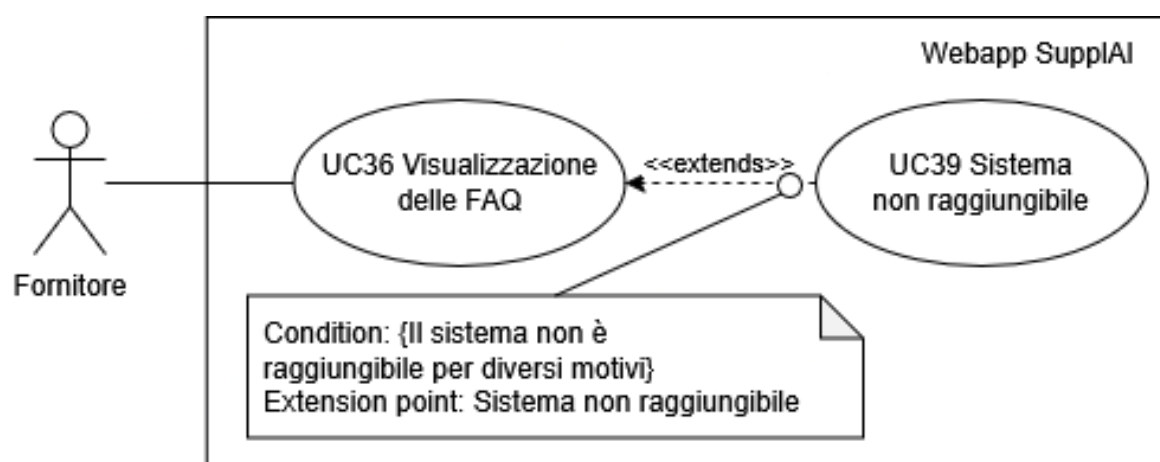 Webapp SupplAI
UC36 Visualizzazione
delle FAQ
<<extends>>
UC39 Sistema
non raggiungibile
Fornitore
Condition: {Il sistema non è
raggiungibile per diversi motivi}
Extension point: Sistema non raggiungibile